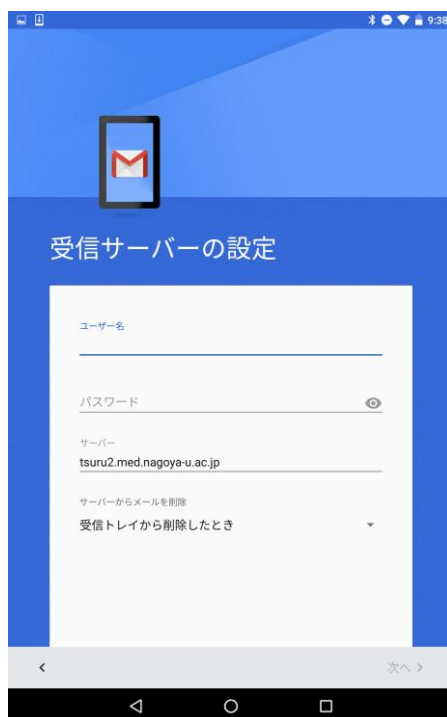 9:38
受信サーバーの設定
ユーザー名
パスワード
サーバー
tsuru2.med.nagoya-u.ac.jp
サーバーからメールを削除
受信トレイから削除したとき
次へ